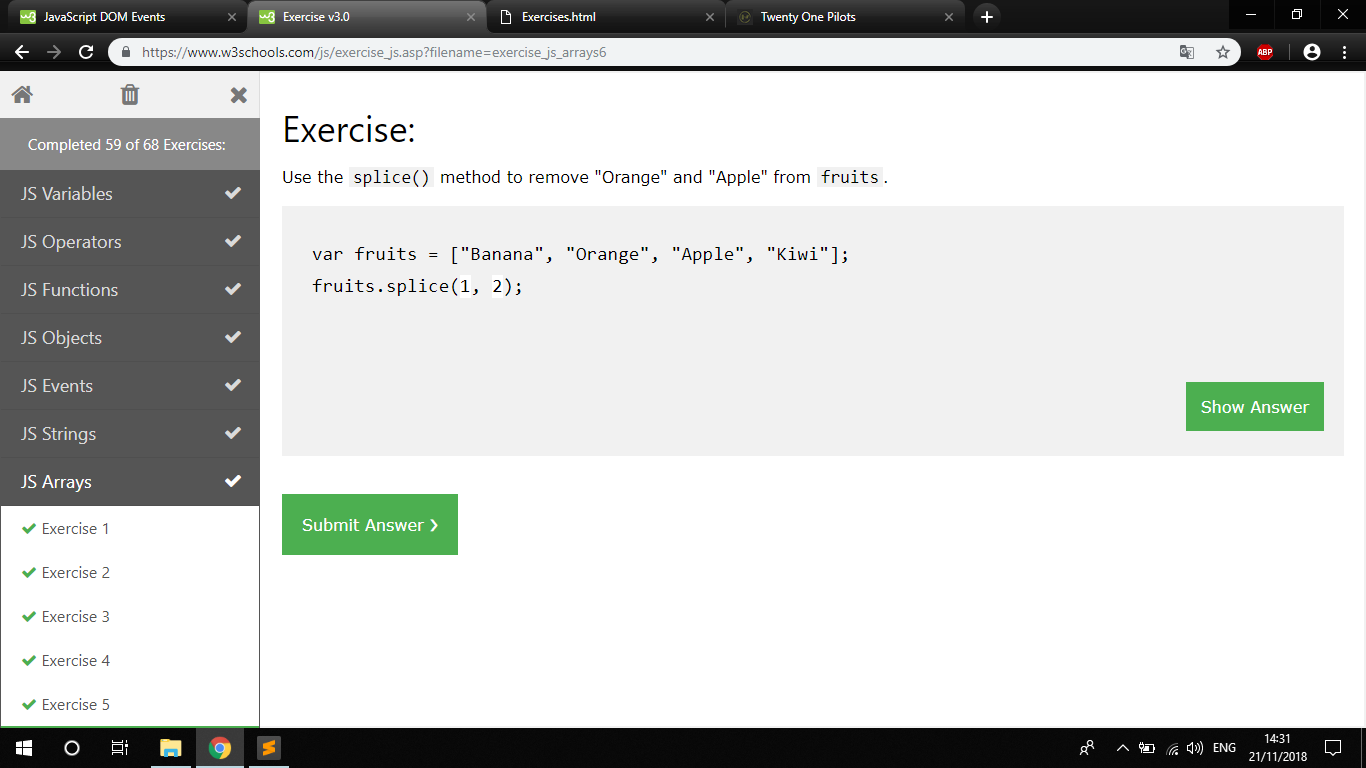 JavaScript DOM Events
Exercise v3.0
Exercises.html
Twenty One Pilots
https://www.w3schools.com/js/exercise_js.asp?filename=exercise_js_arrays6
ABP
Completed 59 of 68 Exercises:
JS Variables
JS Operators
JS Functions
JS Objects
JS Events
JS Strings
JS Arrays
Exercise 1
Exercise 2
Exercise 3
Exercise 4
Exercise 5
Exercise:
Use the splice() method to remove "Orange" and "Apple" from fruits.
var fruits = ["Banana", "Orange", "Apple", "Kiwi"];
fruits.splice(1, 2);
Show Answer
Submit Answer ❯
ENG
14:31
21/11/2018